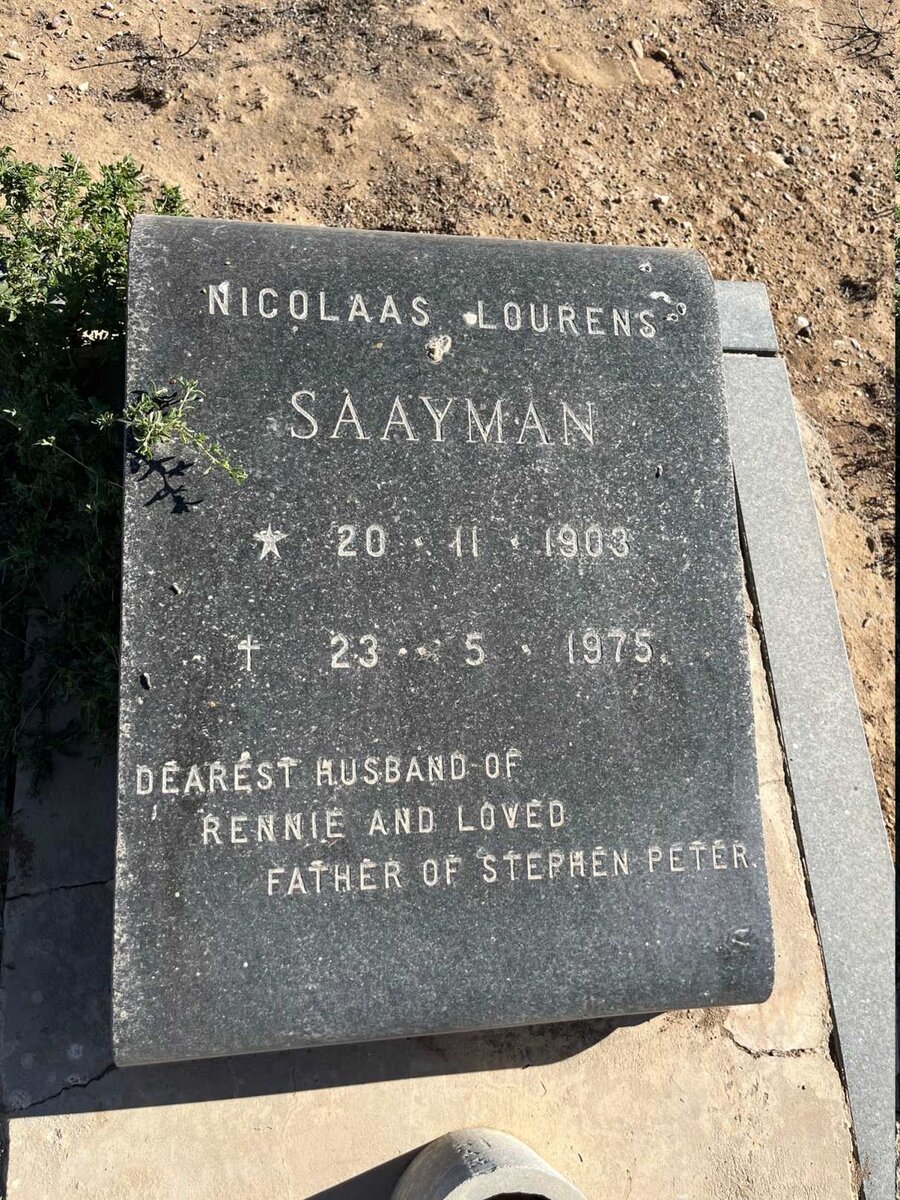 NICOLAAS LOURENS
SAAYMAN
★ 20 · 11 · 1903
† 23 · 5 · 1975
DEAREST HUSBAND OF
RENNIE AND LOVED
FATHER OF STEPHEN PETER.